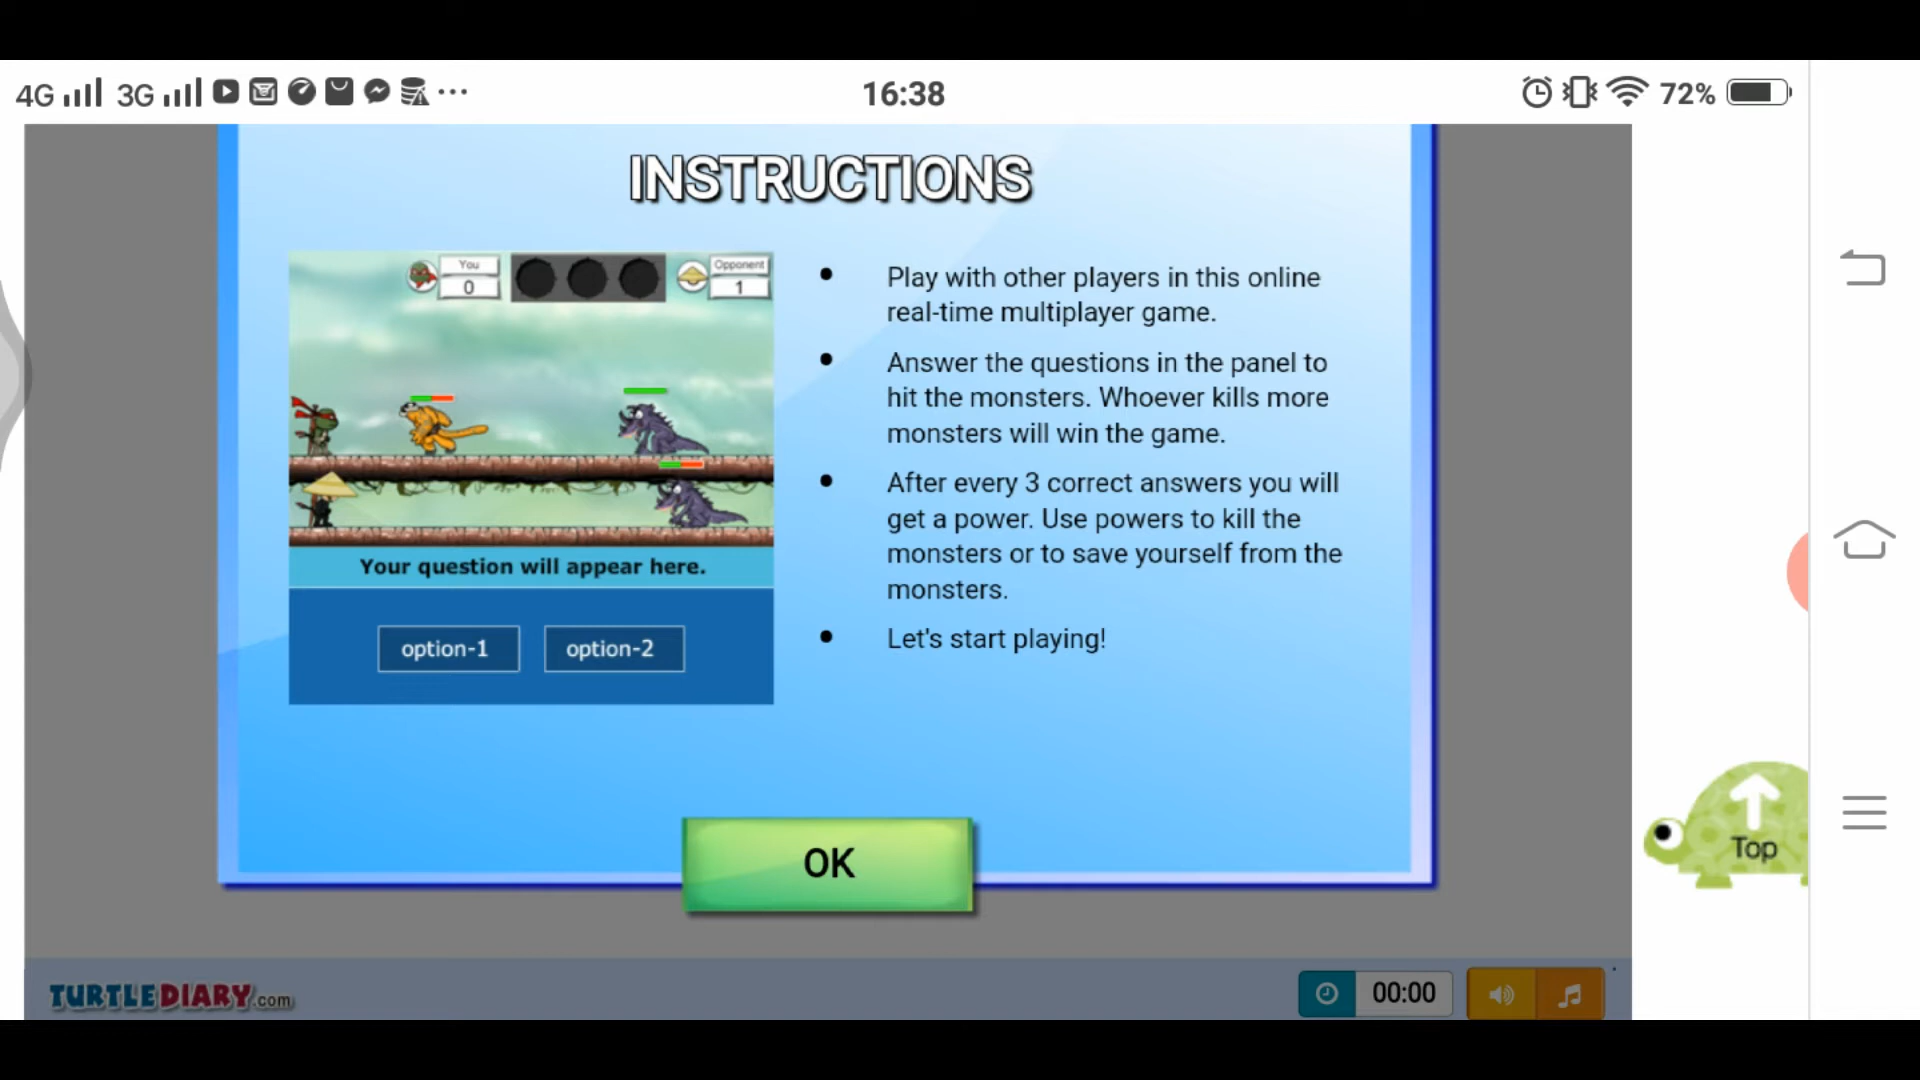 4G 3G 16:38 72%
INSTRUCTIONS
You
0
Opponent
1
Your question will appear here.
option-1 option-2
• Play with other players in this online
real-time multiplayer game.
• Answer the questions in the panel to
hit the monsters. Whoever kills more
monsters will win the game.
• After every 3 correct answers you will
get a power. Use powers to kill the
monsters or to save yourself from the
monsters.
• Let's start playing!
OK
Top
TURTLEDIARY.com
00:00